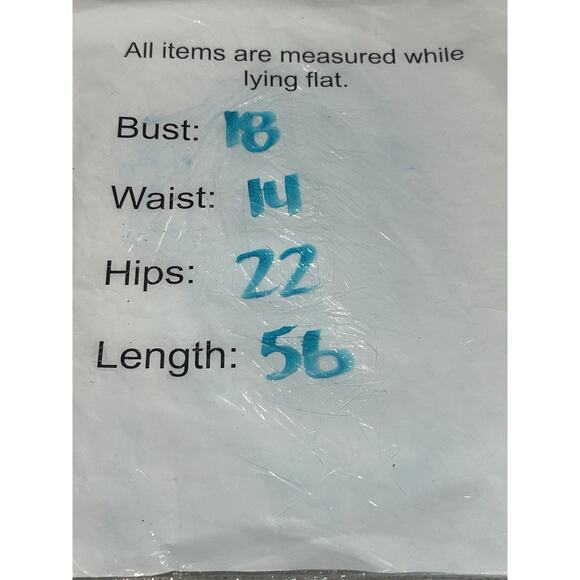 All items are measured while
lying flat.
Bust: 18
Waist: 14
Hips: 22
Length: 56